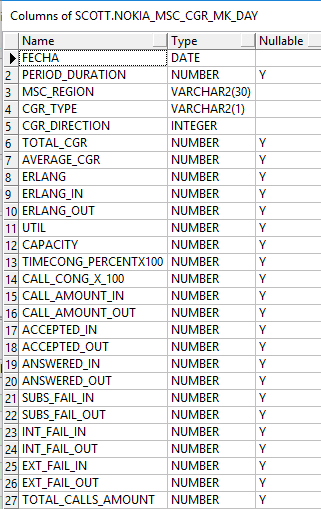 Columns of SCOTT.NOKIA_MSC_CGR_MK_DAY
Name Type Nullable
FECHA DATE
2 PERIOD_DURATION NUMBER Y
3 MSC_REGION VARCHAR2(30)
4 CGR_TYPE VARCHAR2(1)
5 CGR_DIRECTION INTEGER
6 TOTAL_CGR NUMBER Y
7 AVERAGE_CGR NUMBER Y
8 ERLANG NUMBER Y
9 ERLANG_IN NUMBER Y
10 ERLANG_OUT NUMBER Y
11 UTIL NUMBER Y
12 CAPACITY NUMBER Y
13 TIMECONG_PERCENTX100 NUMBER Y
14 CALL_CONG_X_100 NUMBER Y
15 CALL_AMOUNT_IN NUMBER Y
16 CALL_AMOUNT_OUT NUMBER Y
17 ACCEPTED_IN NUMBER Y
18 ACCEPTED_OUT NUMBER Y
19 ANSWERED_IN NUMBER Y
20 ANSWERED_OUT NUMBER Y
21 SUBS_FAIL_IN NUMBER Y
22 SUBS_FAIL_OUT NUMBER Y
23 INT_FAIL_IN NUMBER Y
24 INT_FAIL_OUT NUMBER Y
25 EXT_FAIL_IN NUMBER Y
26 EXT_FAIL_OUT NUMBER Y
27 TOTAL_CALLS_AMOUNT NUMBER Y